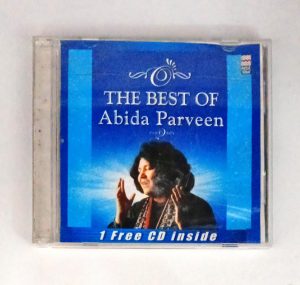 THE BEST OF
Abida Parveen
1 Free CD inside